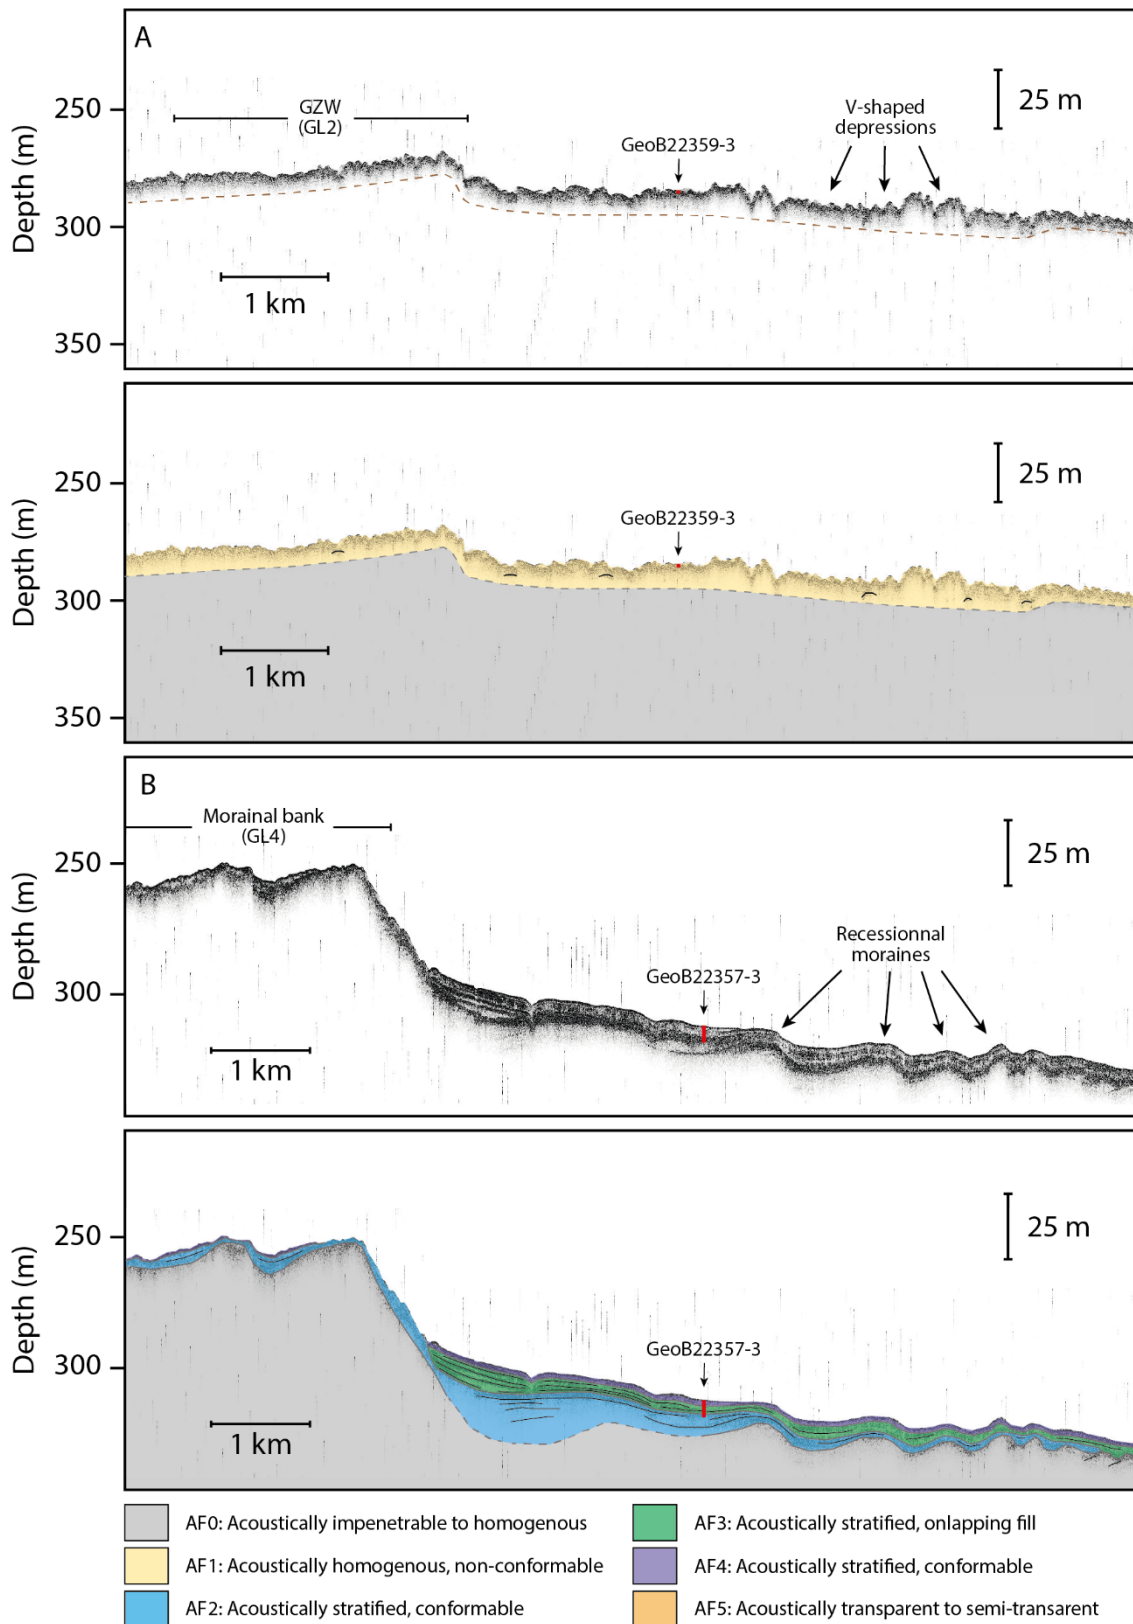 A
250
300
350
Depth (m)
GZW
(GL2)
GeoB22359-3
V-shaped
depressions
25 m
1 km
250
300
350
Depth (m)
GeoB22359-3
25 m
1 km
B
Morainal bank
(GL4)
250
300
Depth (m)
GeoB22357-3
Recessionnal
moraines
25 m
1 km
250
300
Depth (m)
GeoB22357-3
25 m
1 km
AF0: Acoustically impenetrable to homogenous
AF1: Acoustically homogenous, non-conformable
AF2: Acoustically stratified, conformable
AF3: Acoustically stratified, onlapping fill
AF4: Acoustically stratified, conformable
AF5: Acoustically transparent to semi-transarent